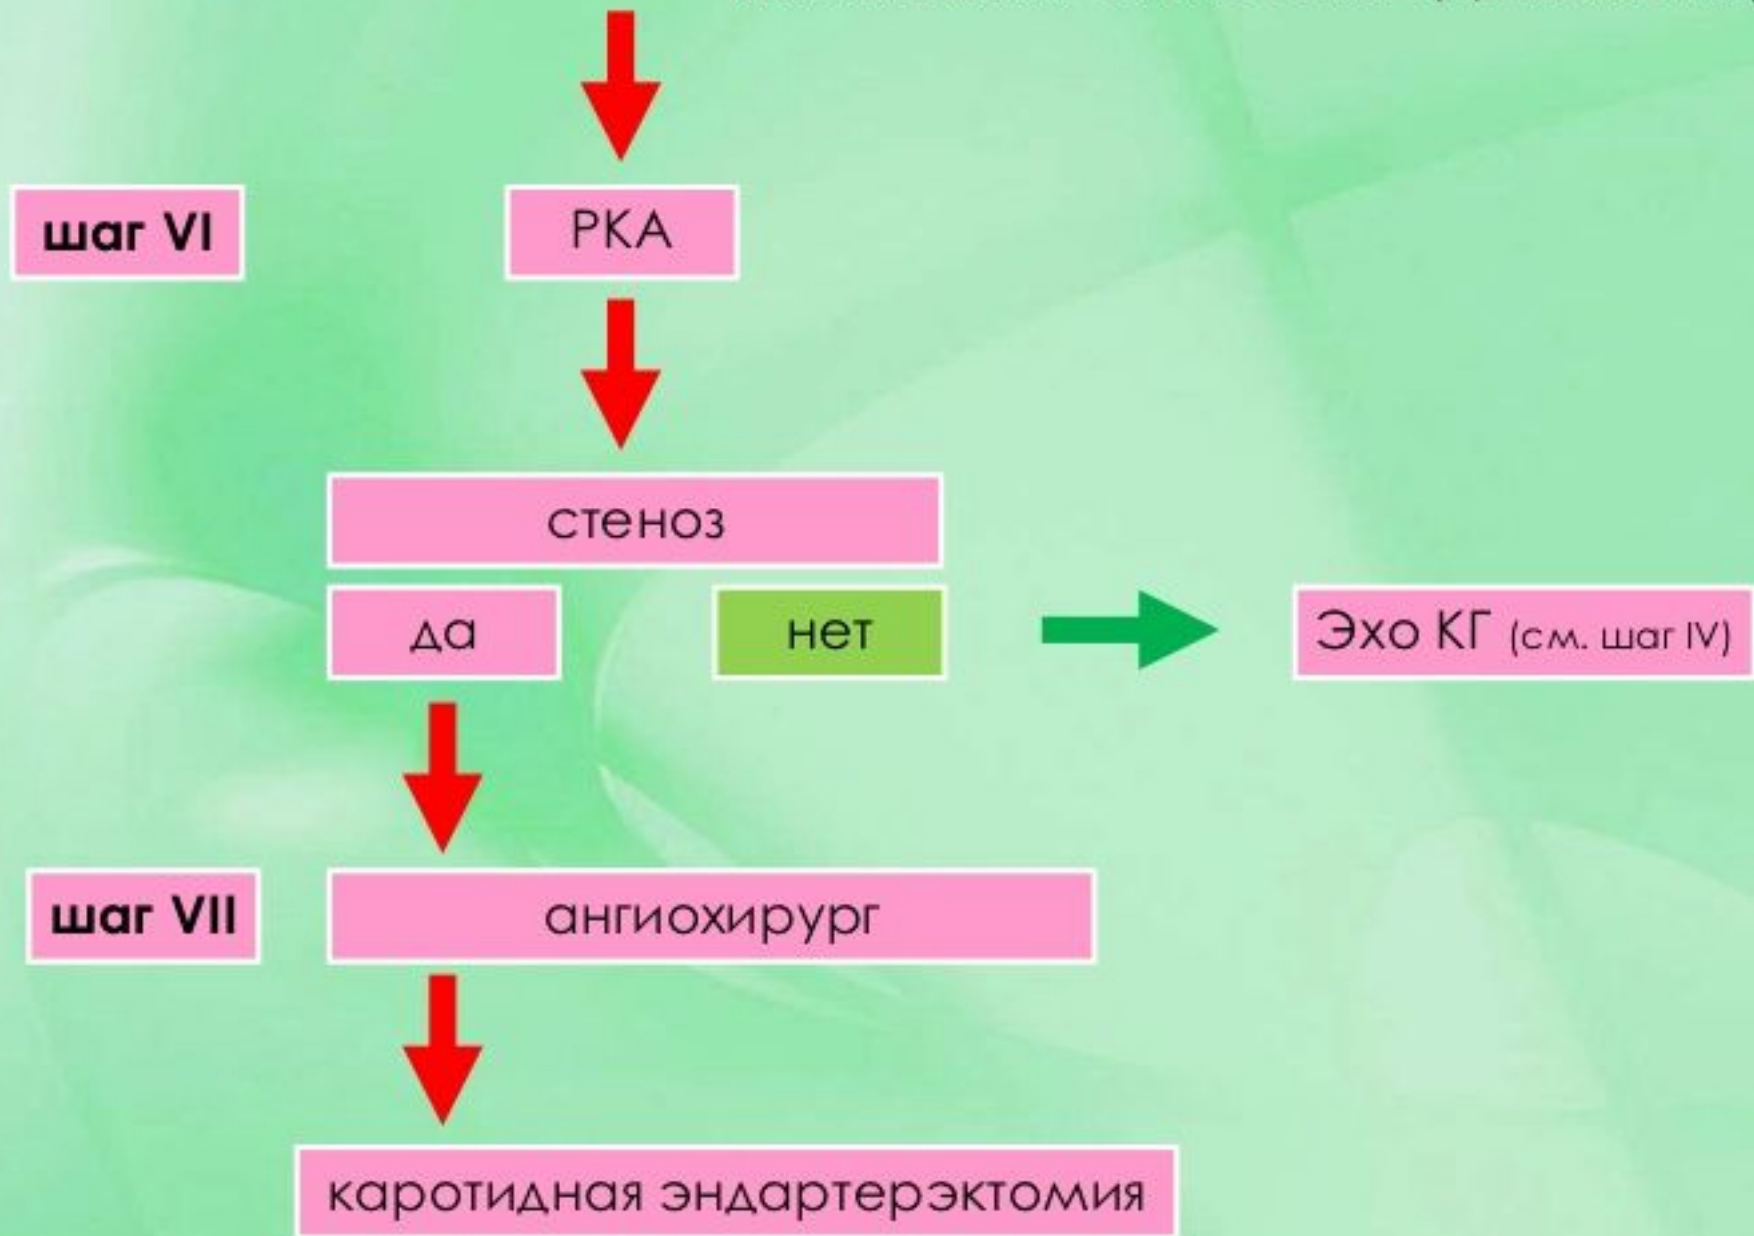 шаг VI
РКА
стеноз
да
нет
Эхо КГ (см. шаг IV)
шаг VII
ангиохирург
каротидная эндартерэктомия